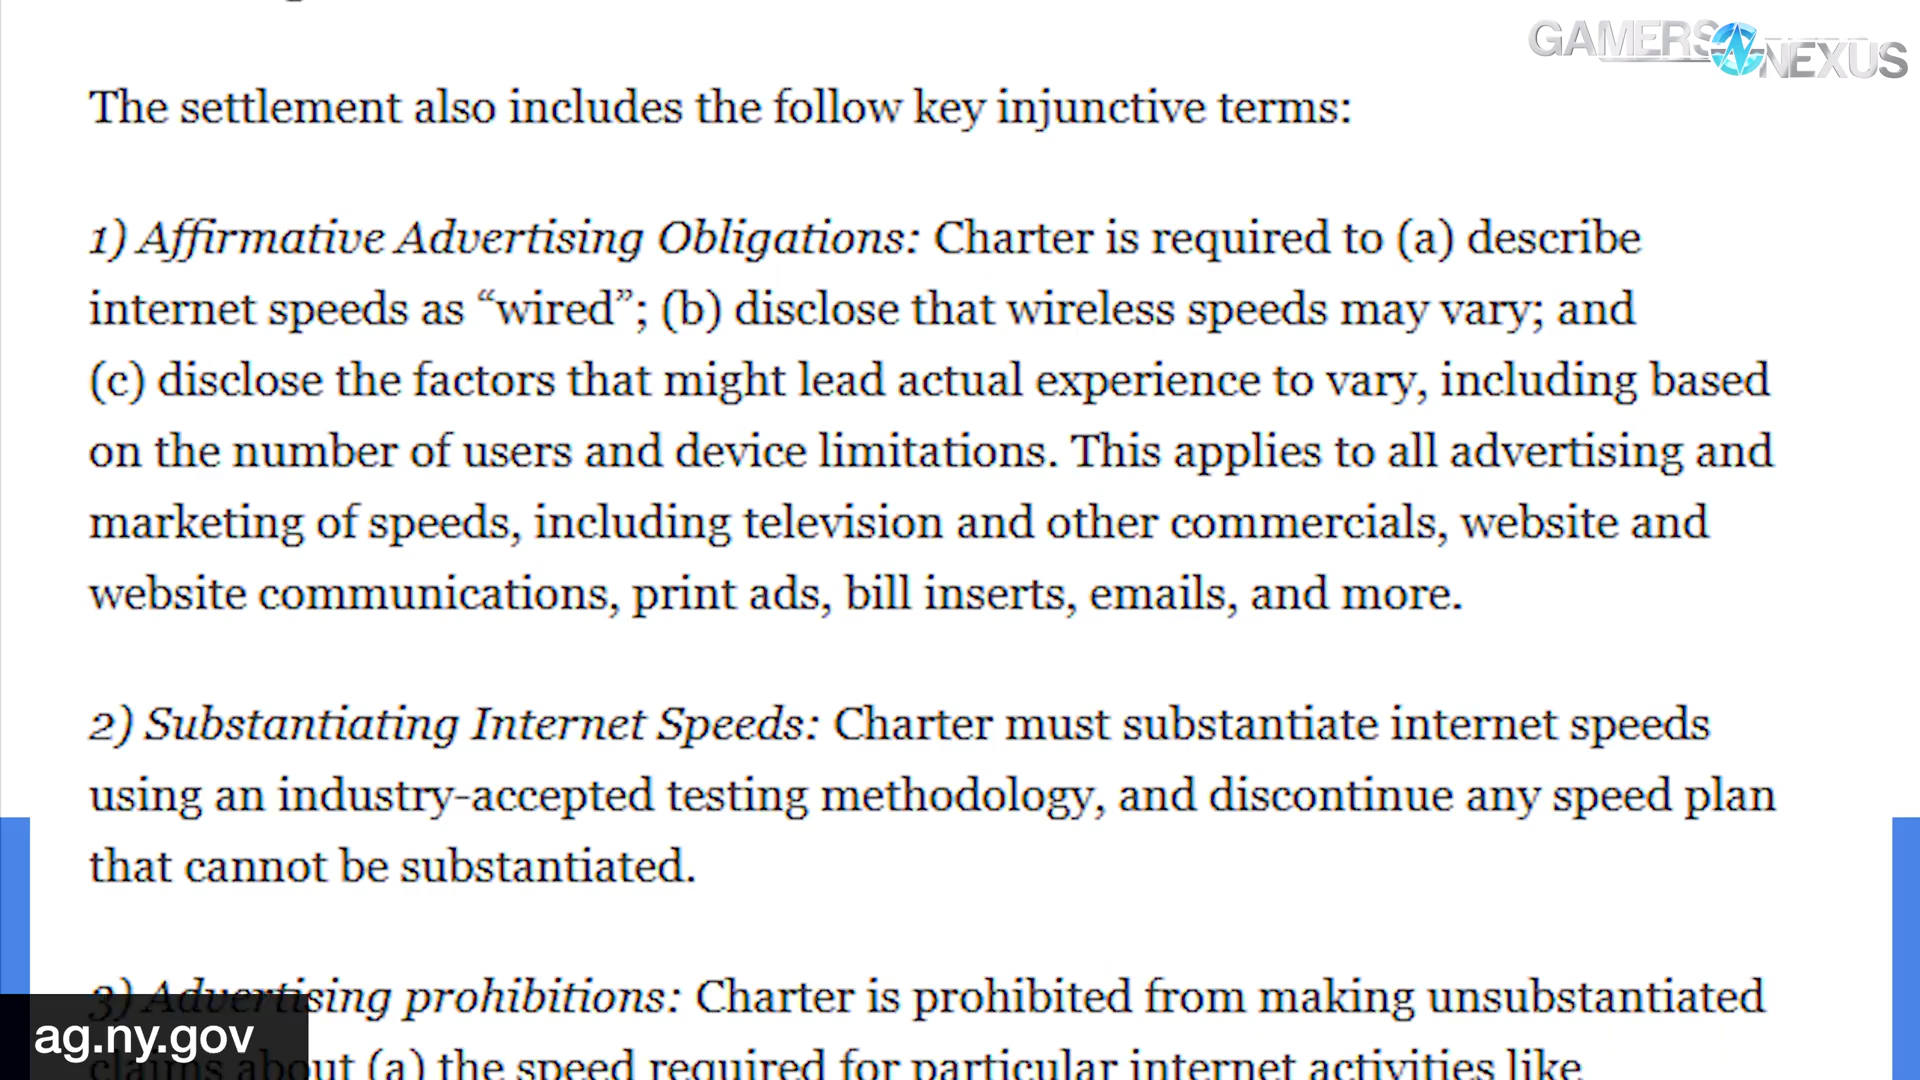 GAMERS NEXUS
The settlement also includes the follow key injunctive terms:
1) Affirmative Advertising Obligations: Charter is required to (a) describe
internet speeds as “wired”; (b) disclose that wireless speeds may vary; and
(c) disclose the factors that might lead actual experience to vary, including based
on the number of users and device limitations. This applies to all advertising and
marketing of speeds, including television and other commercials, website and
website communications, print ads, bill inserts, emails, and more.
2) Substantiating Internet Speeds: Charter must substantiate internet speeds
using an industry-accepted testing methodology, and discontinue any speed plan
that cannot be substantiated.
3) Advertising prohibitions: Charter is prohibited from making unsubstantiated
claims about (a) the speed required for particular internet activities like
ag.ny.gov